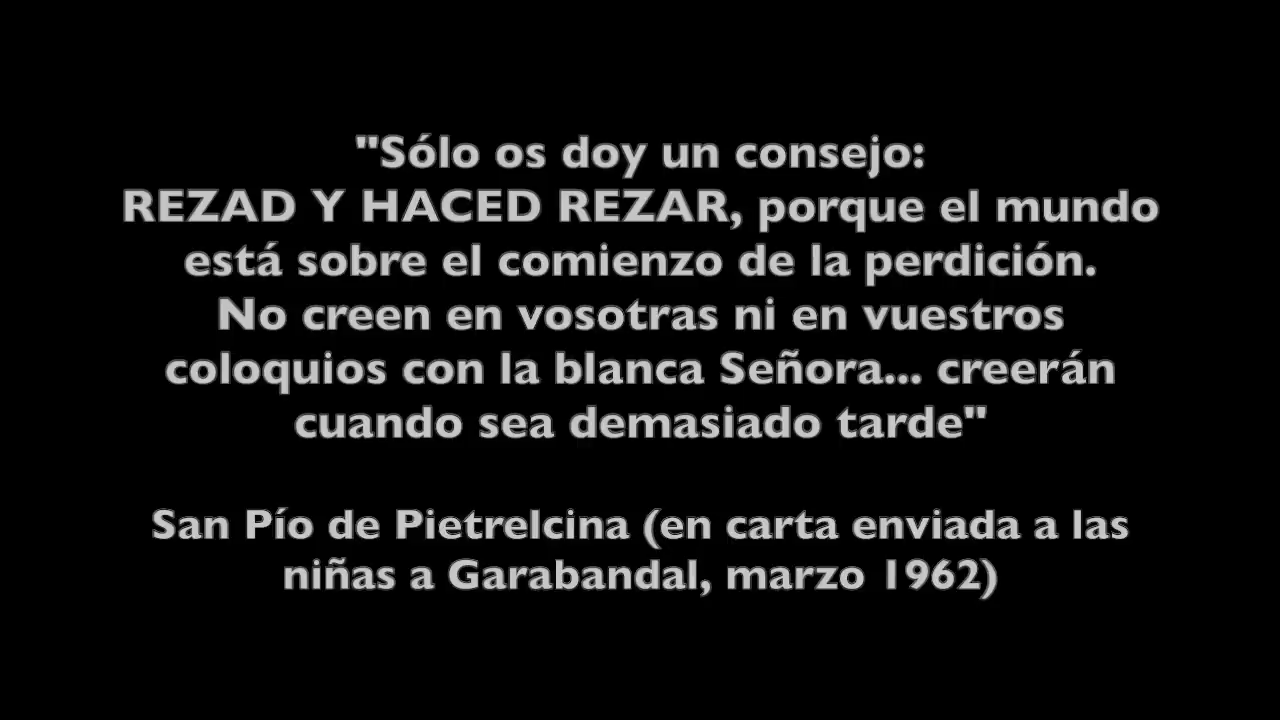 "Sólo os doy un consejo:
REZAD Y HACED REZAR, porque el mundo
está sobre el comienzo de la perdición.
No creen en vosotras ni en vuestros
coloquios con la blanca Señora... creerán
cuando sea demasiado tarde"
San Pío de Pietrelcina (en carta enviada a las
niñas a Garabandal, marzo 1962)